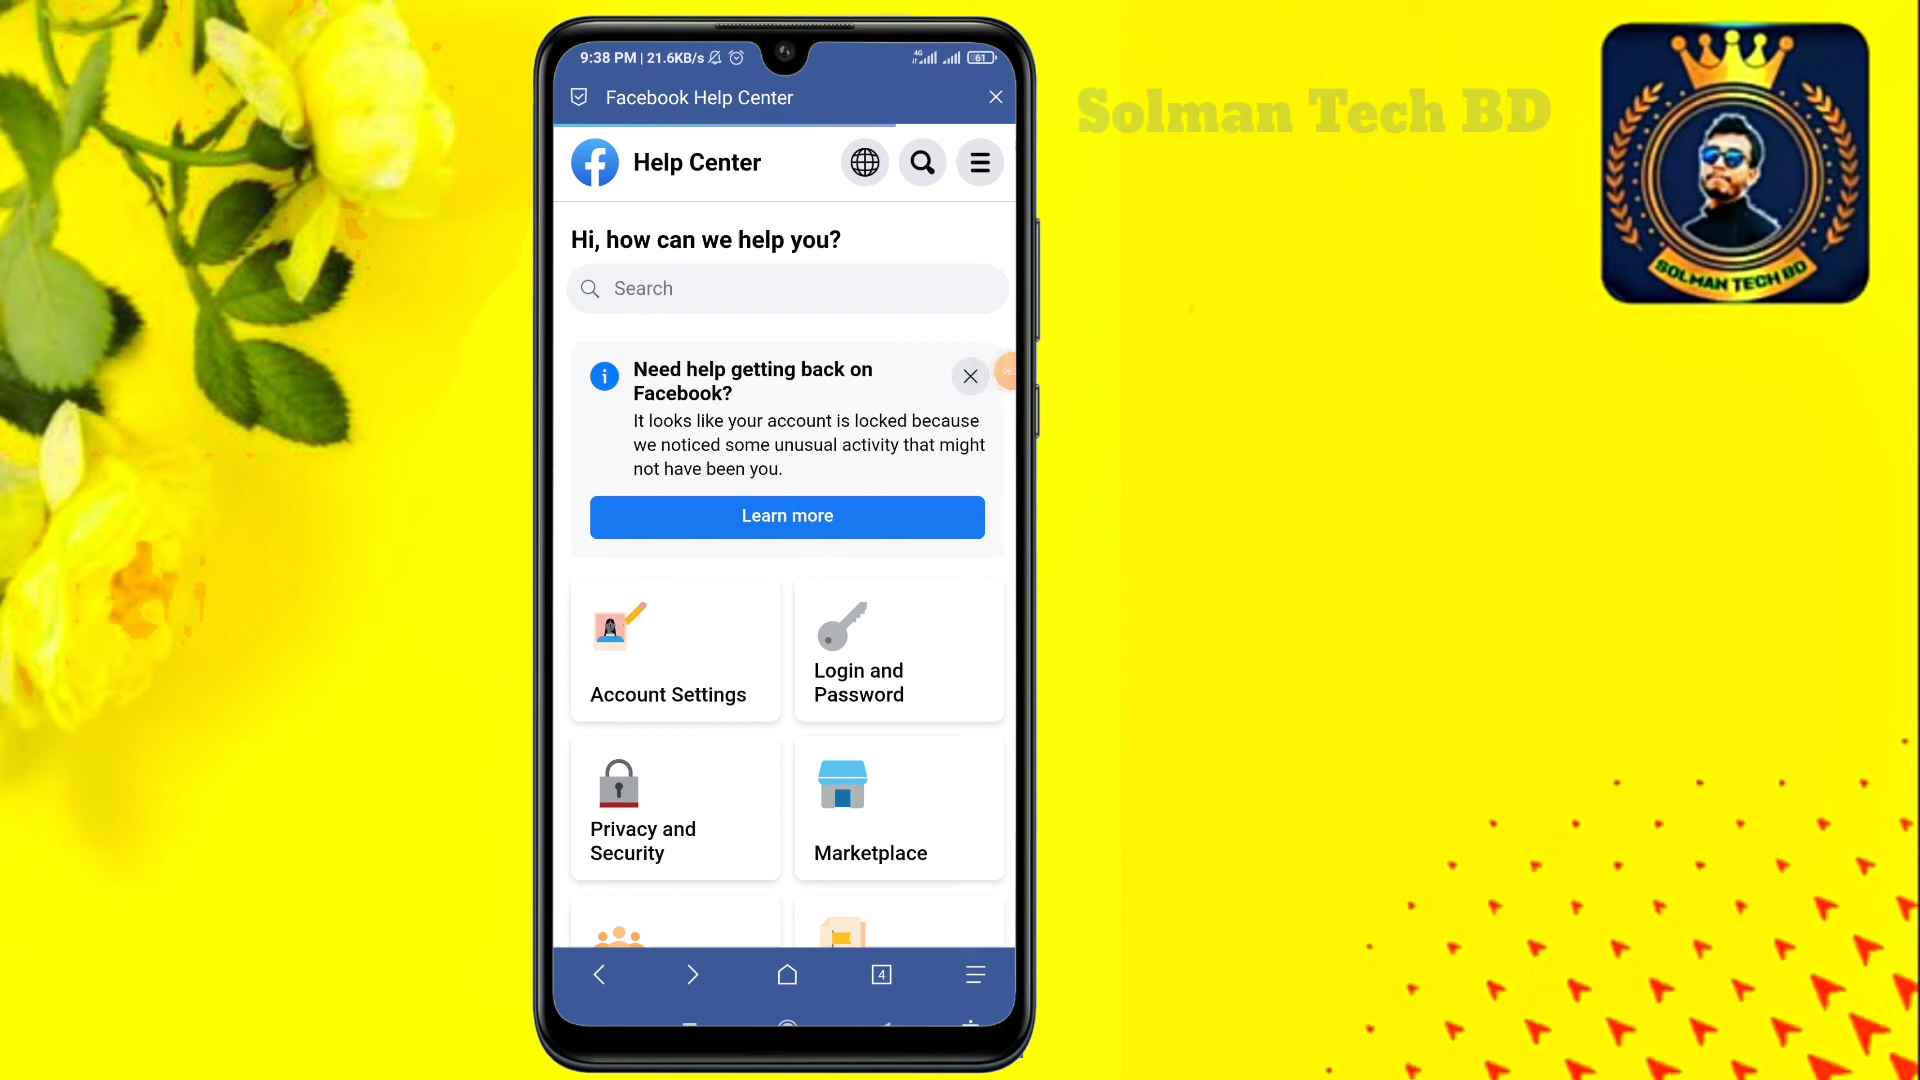 9:38 PM | 21.6KB/s
4G
61
Facebook Help Center
Solman Tech BD
Help Center
SOLMAN TECH BD
Hi, how can we help you?
Search
Need help getting back on
Facebook?
It looks like your account is locked because
we noticed some unusual activity that might
not have been you.
Learn more
Account Settings
Login and
Password
Privacy and
Security
Marketplace
4